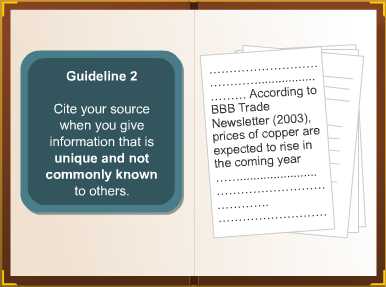 Guideline 2
Cite your source
when you give
information that is
unique and not
commonly known
to others.
..............................
..............................
......... According to
BBB Trade
Newsletter (2003),
prices of copper are
expected to rise in
the coming year
..............................
..............................
...............
..............................